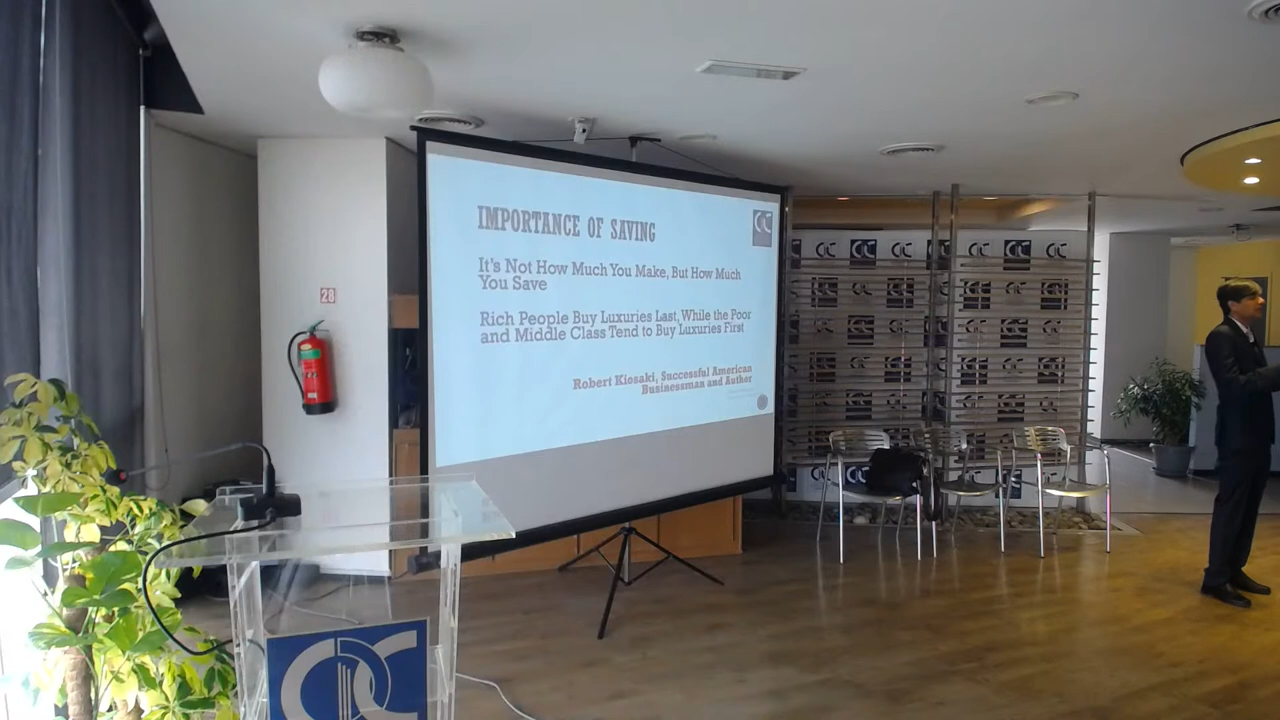 IMPORTANCE OF SAVING
It's Not How Much You Make, But How Much
You Save
Rich People Buy Luxuries Last, While the Poor
and Middle Class Tend to Buy Luxuries First
Robert Kiosaki, Successful American
Businessman and Author
28